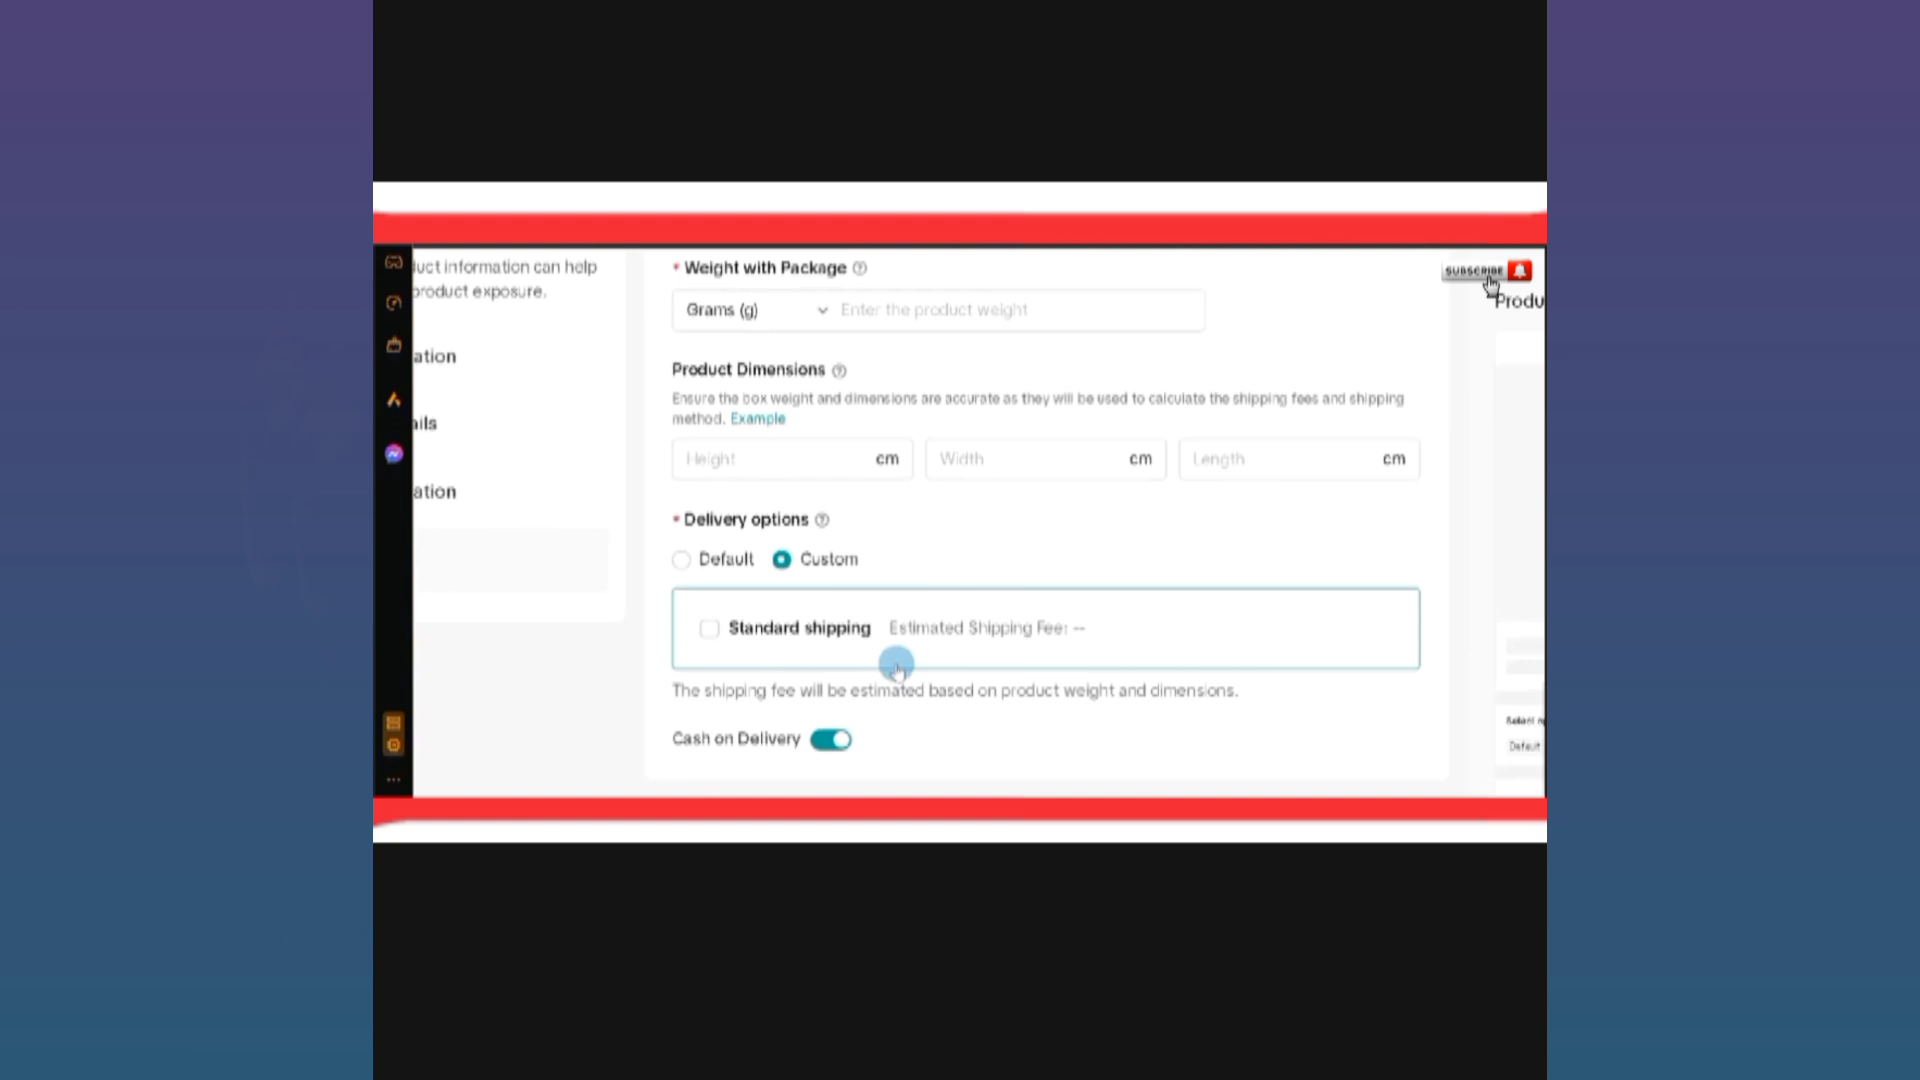 uct information can help
product exposure.
ation
ails
ation
* Weight with Package
Grams (g) Enter the product weight
Product Dimensions
Ensure the box weight and dimensions are accurate as they will be used to calculate the shipping fees and shipping
method. Example
Height cm Width cm Length cm
* Delivery options
Default Custom
Standard shipping Estimated Shipping Fee: --
The shipping fee will be estimated based on product weight and dimensions.
Cash on Delivery
SUBSCRIBE
Produ
Select
Default